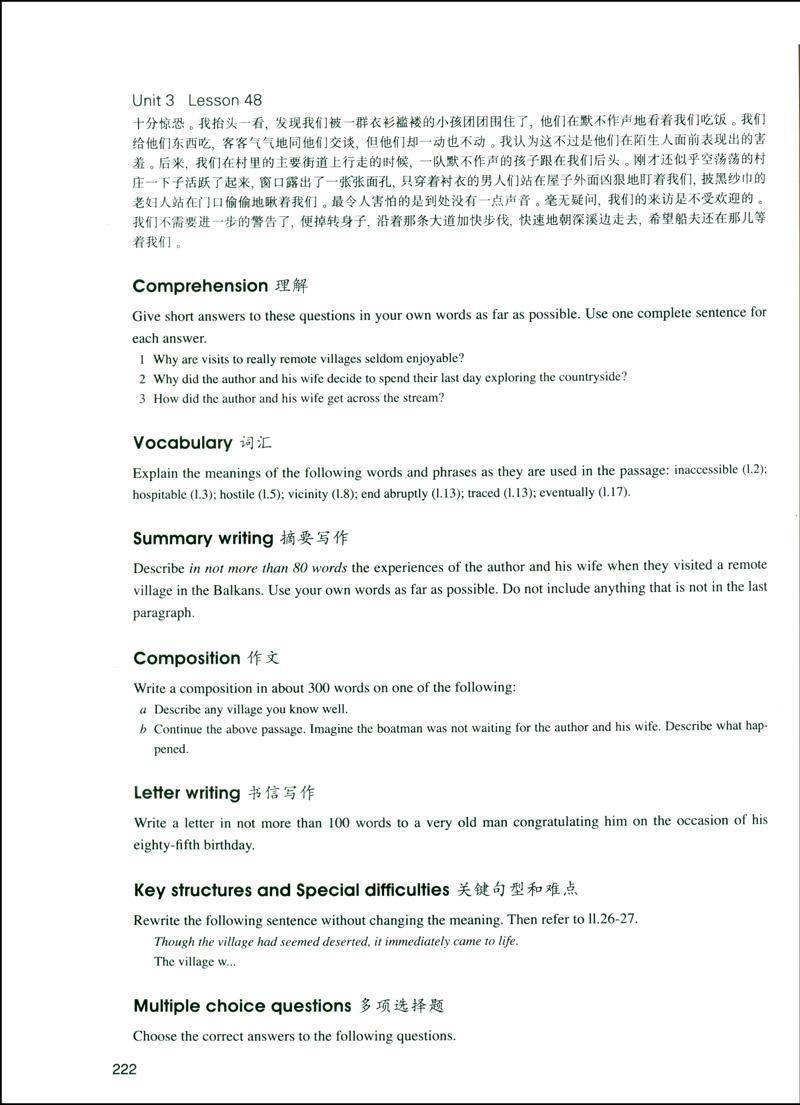 Unit 3 Lesson 48
十分惊恐。我抬头一看, 发现我们被一群衣衫褴褛的小孩团团围住了, 他们在默不作声地看着我们吃饭。我们
给他们东西吃, 客客气气地同他们交谈, 但他们却一动也不动。我认为这不过是他们在陌生人面前表现出的害
羞。后来, 我们在村里的主要街道上行走的时候, 一队默不作声的孩子跟在我们后头。刚才还似乎空荡荡的村
庄一下子活跃了起来, 窗口露出了一张张面孔, 只穿着衬衣的男人们站在屋子外面凶狠地盯着我们, 披黑纱巾的
老妇人站在门口偷偷地瞅着我们。最令人害怕的是到处没有一点声音。毫无疑问, 我们的来访是不受欢迎的。
我们不需要进一步的警告了, 便掉转身子, 沿着那条大道加快步伐, 快速地朝深溪边走去, 希望船夫还在那儿等
着我们。
Comprehension 理解
Give short answers to these questions in your own words as far as possible. Use one complete sentence for
each answer.
1 Why are visits to really remote villages seldom enjoyable?
2 Why did the author and his wife decide to spend their last day exploring the countryside?
3 How did the author and his wife get across the stream?
Vocabulary 词汇
Explain the meanings of the following words and phrases as they are used in the passage: inaccessible (l.2);
hospitable (l.3); hostile (l.5); vicinity (l.8); end abruptly (l.13); traced (l.13); eventually (l.17).
Summary writing 摘要写作
Describe in not more than 80 words the experiences of the author and his wife when they visited a remote
village in the Balkans. Use your own words as far as possible. Do not include anything that is not in the last
paragraph.
Composition 作文
Write a composition in about 300 words on one of the following:
a Describe any village you know well.
b Continue the above passage. Imagine the boatman was not waiting for the author and his wife. Describe what hap-
pened.
Letter writing 书信写作
Write a letter in not more than 100 words to a very old man congratulating him on the occasion of his
eighty-fifth birthday.
Key structures and Special difficulties 关键句型和难点
Rewrite the following sentence without changing the meaning. Then refer to ll.26-27.
Though the village had seemed deserted, it immediately came to life.
The village w...
Multiple choice questions 多项选择题
Choose the correct answers to the following questions.
222